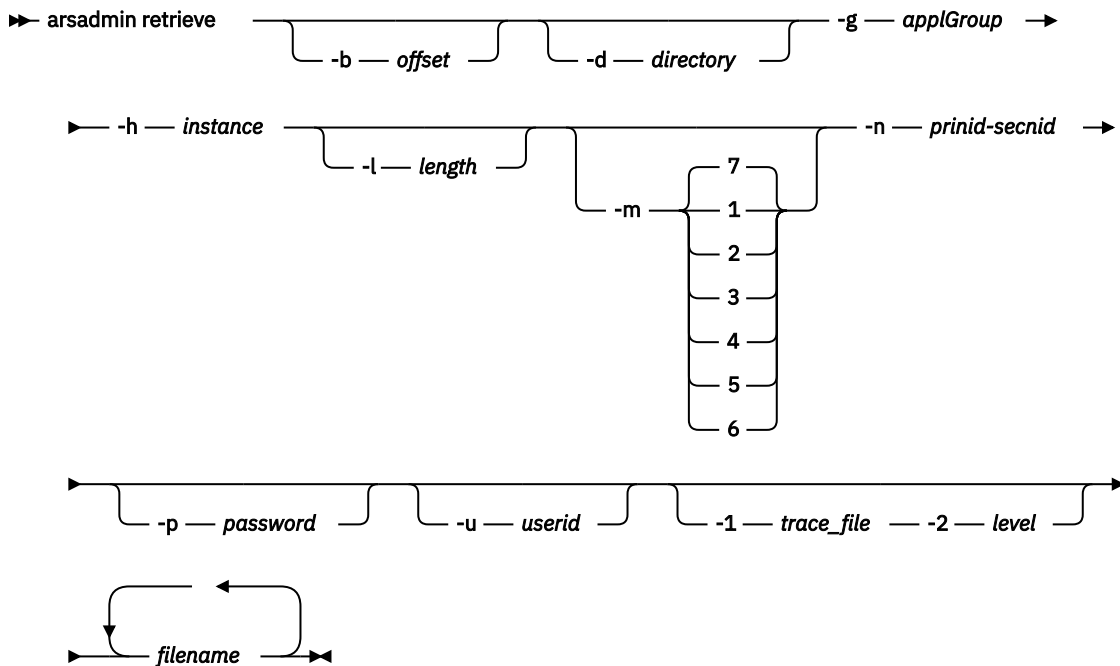 arsadmin retrieve -g applGroup
-b offset -d directory
-h instance -n prinid-secnid
-l length
7
-m 1
2
3
4
5
6
-p password -u userid -1 trace_file -2 level
filename